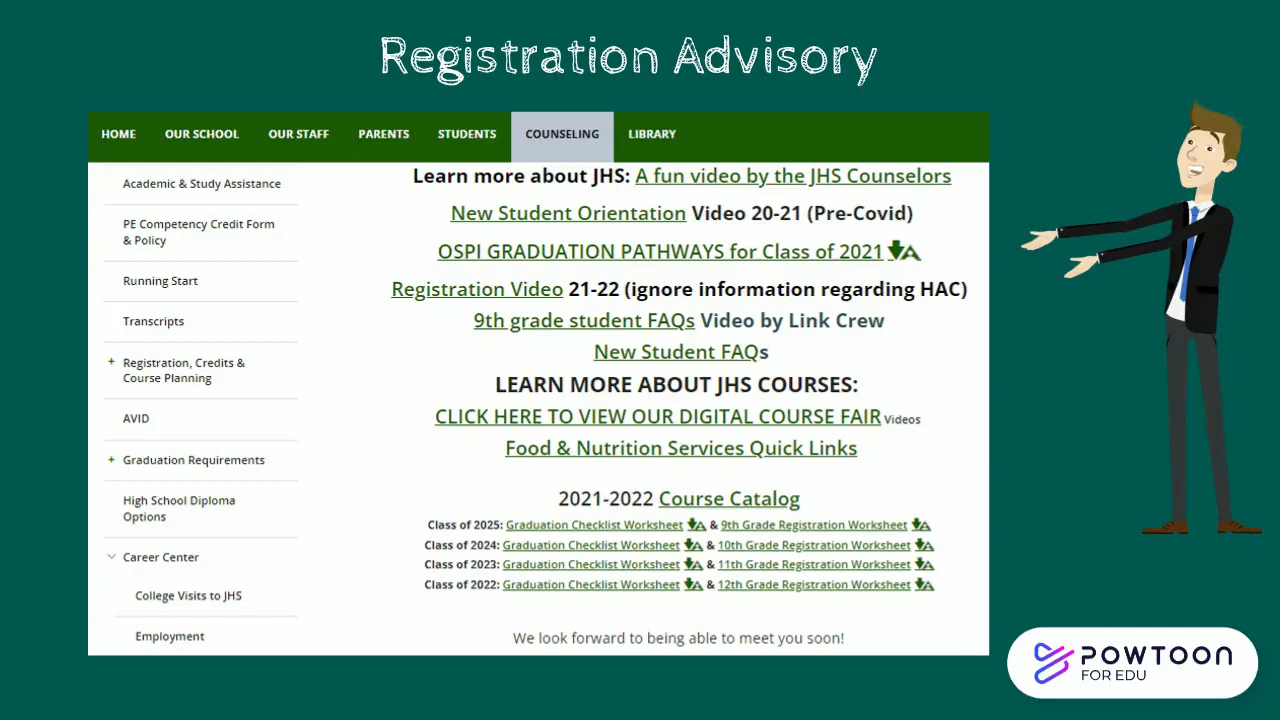 Registration Advisory
HOME OUR SCHOOL OUR STAFF PARENTS STUDENTS COUNSELING LIBRARY
Academic & Study Assistance
PE Competency Credit Form
& Policy
Running Start
Transcripts
+ Registration, Credits &
Course Planning
AVID
+ Graduation Requirements
High School Diploma
Options
Career Center
College Visits to JHS
Employment
Learn more about JHS: A fun video by the JHS Counselors
New Student Orientation Video 20-21 (Pre-Covid)
OSPI GRADUATION PATHWAYS for Class of 2021
Registration Video 21-22 (ignore information regarding HAC)
9th grade student FAQs Video by Link Crew
New Student FAQs
LEARN MORE ABOUT JHS COURSES:
CLICK HERE TO VIEW OUR DIGITAL COURSE FAIR Videos
Food & Nutrition Services Quick Links
2021-2022 Course Catalog
Class of 2025: Graduation Checklist Worksheet & 9th Grade Registration Worksheet
Class of 2024: Graduation Checklist Worksheet & 10th Grade Registration Worksheet
Class of 2023: Graduation Checklist Worksheet & 11th Grade Registration Worksheet
Class of 2022: Graduation Checklist Worksheet & 12th Grade Registration Worksheet
We look forward to being able to meet you soon!
POWTOON
FOR EDU